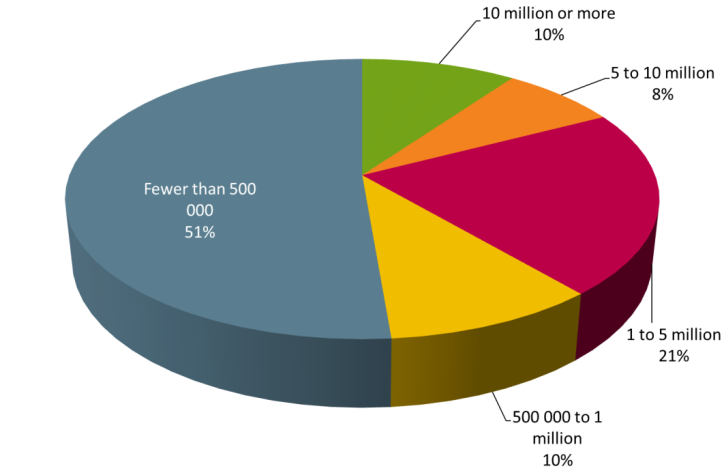 10 million or more
10%
5 to 10 million
8%
Fewer than 500
000
51%
1 to 5 million
21%
500 000 to 1
million
10%